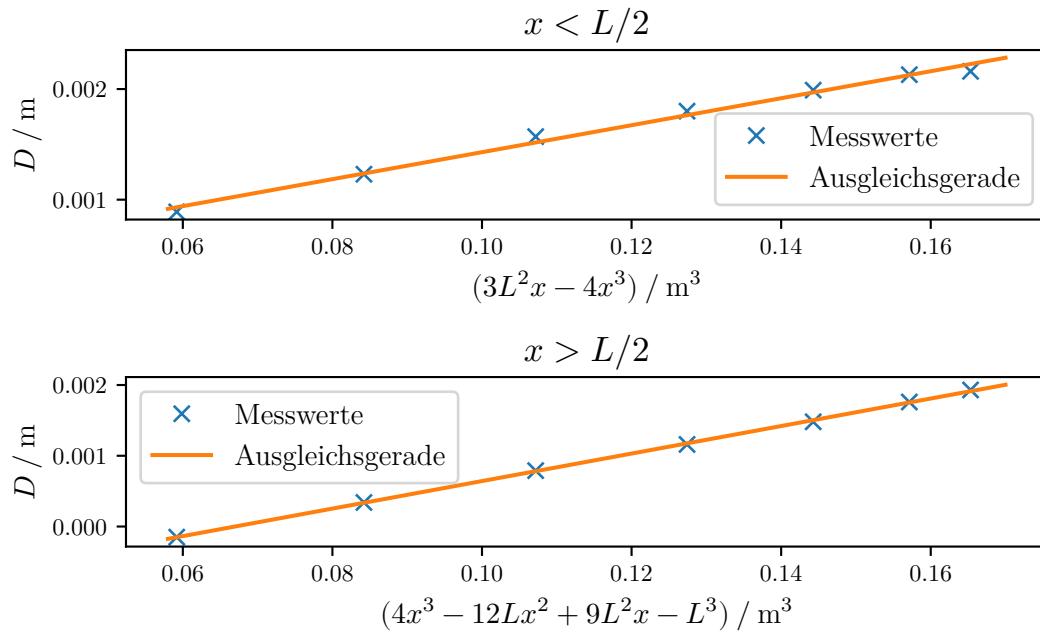 x < L/2
D / m
0.002
0.001
Messwerte
Ausgleichsgerade
0.06 0.08 0.10 0.12 0.14 0.16
(3L²x − 4x³) / m³
x > L/2
D / m
0.002
0.001
0.000
Messwerte
Ausgleichsgerade
0.06 0.08 0.10 0.12 0.14 0.16
(4x³ − 12Lx² + 9L²x − L³) / m³